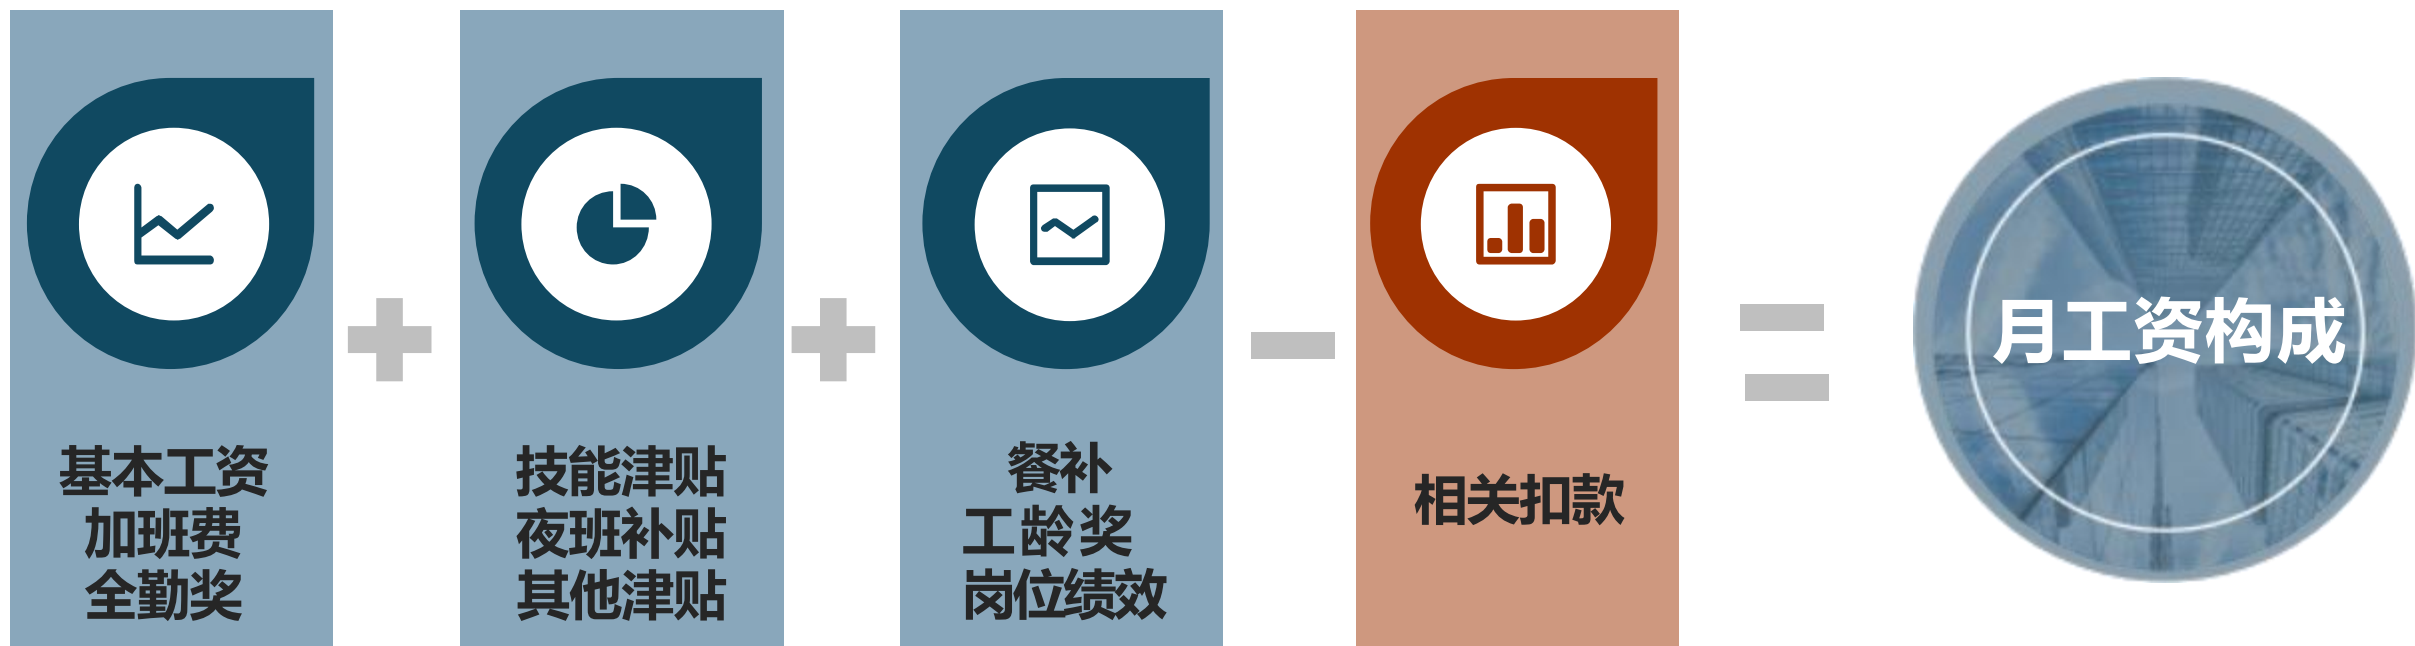 基本工资
加班费
全勤奖
技能津贴
夜班补贴
其他津贴
餐补
工龄奖
岗位绩效
相关扣款
月工资构成